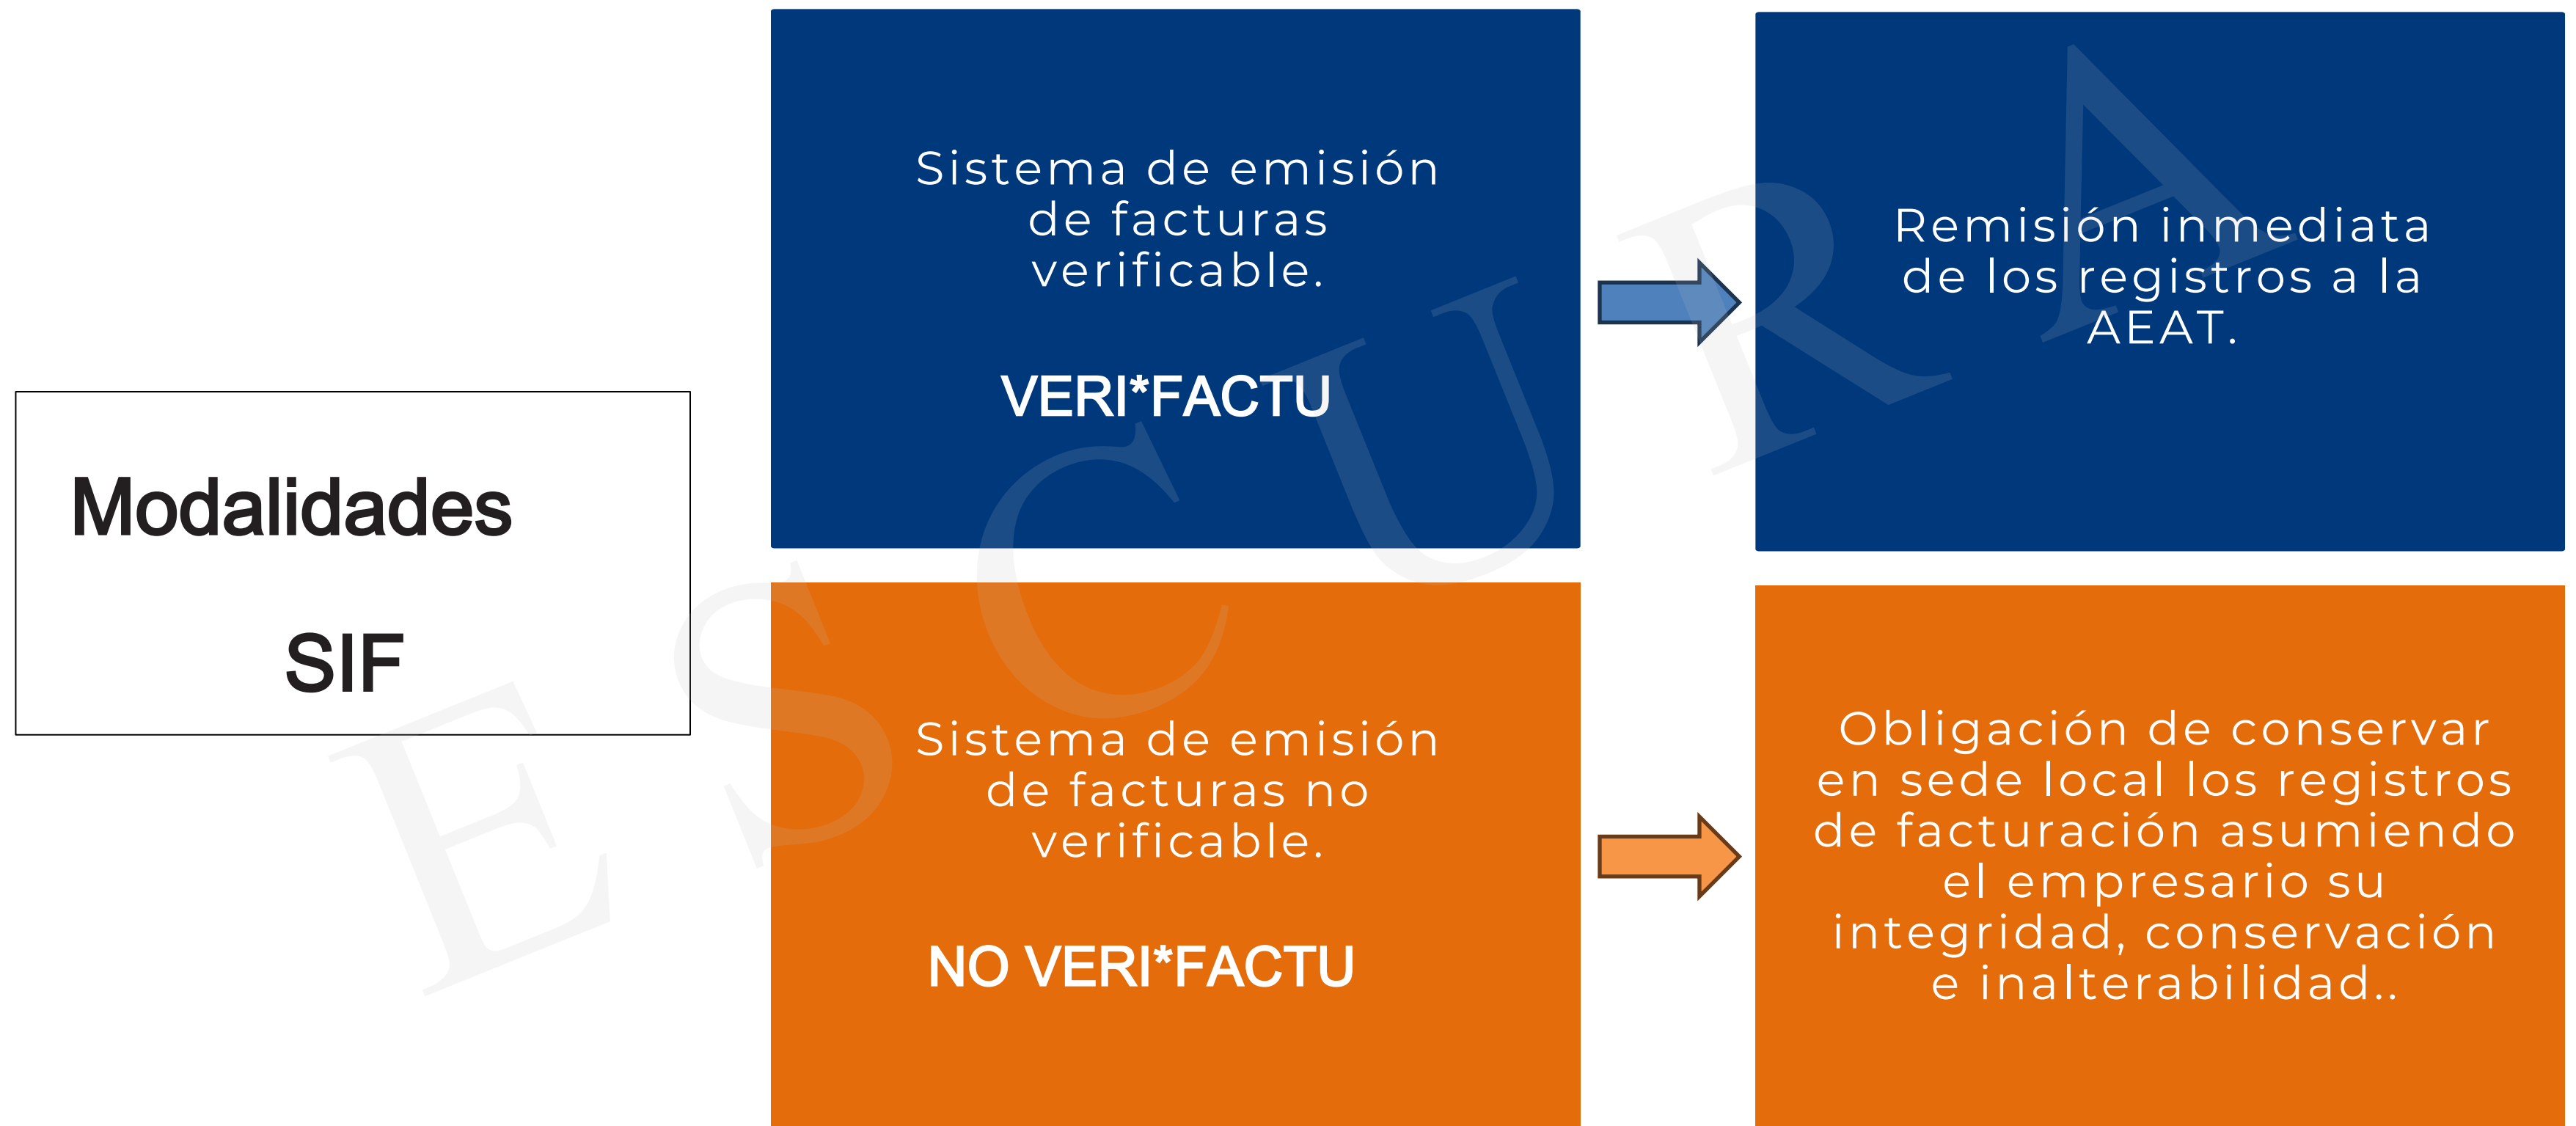 Modalidades
SIF
Sistema de emisión
de facturas
verificable.
VERI*FACTU
Remisión inmediata
de los registros a la
AEAT.
Sistema de emisión
de facturas no
verificable.
NO VERI*FACTU
Obligación de conservar
en sede local los registros
de facturación asumiendo
el empresario su
integridad, conservación
e inalterabilidad..
ESCURA